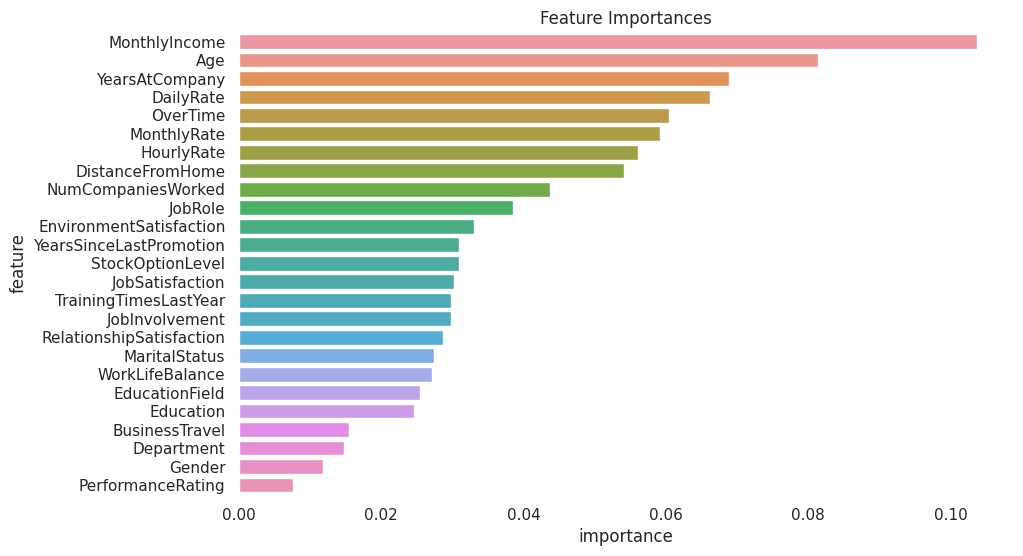 Feature Importances
MonthlyIncome
Age
YearsAtCompany
DailyRate
OverTime
MonthlyRate
HourlyRate
DistanceFromHome
NumCompaniesWorked
JobRole
EnvironmentSatisfaction
YearsSinceLastPromotion
StockOptionLevel
JobSatisfaction
TrainingTimesLastYear
JobInvolvement
RelationshipSatisfaction
MaritalStatus
WorkLifeBalance
EducationField
Education
BusinessTravel
Department
Gender
PerformanceRating
feature
0.00 0.02 0.04 0.06 0.08 0.10
importance